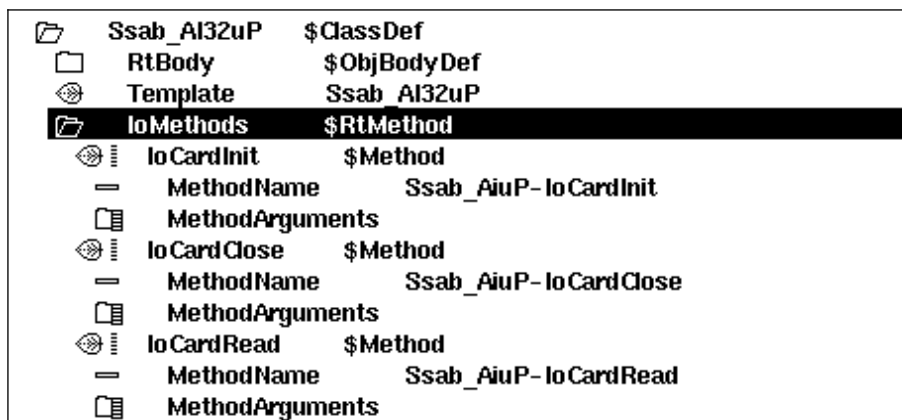 Ssab_AI32uP $ClassDef
RtBody $ObjBodyDef
Template Ssab_AI32uP
IoMethods $RtMethod
IoCardInit $Method
MethodName Ssab_AiuP-IoCardInit
MethodArguments
IoCardClose $Method
MethodName Ssab_AiuP-IoCardClose
MethodArguments
IoCardRead $Method
MethodName Ssab_AiuP-IoCardRead
MethodArguments